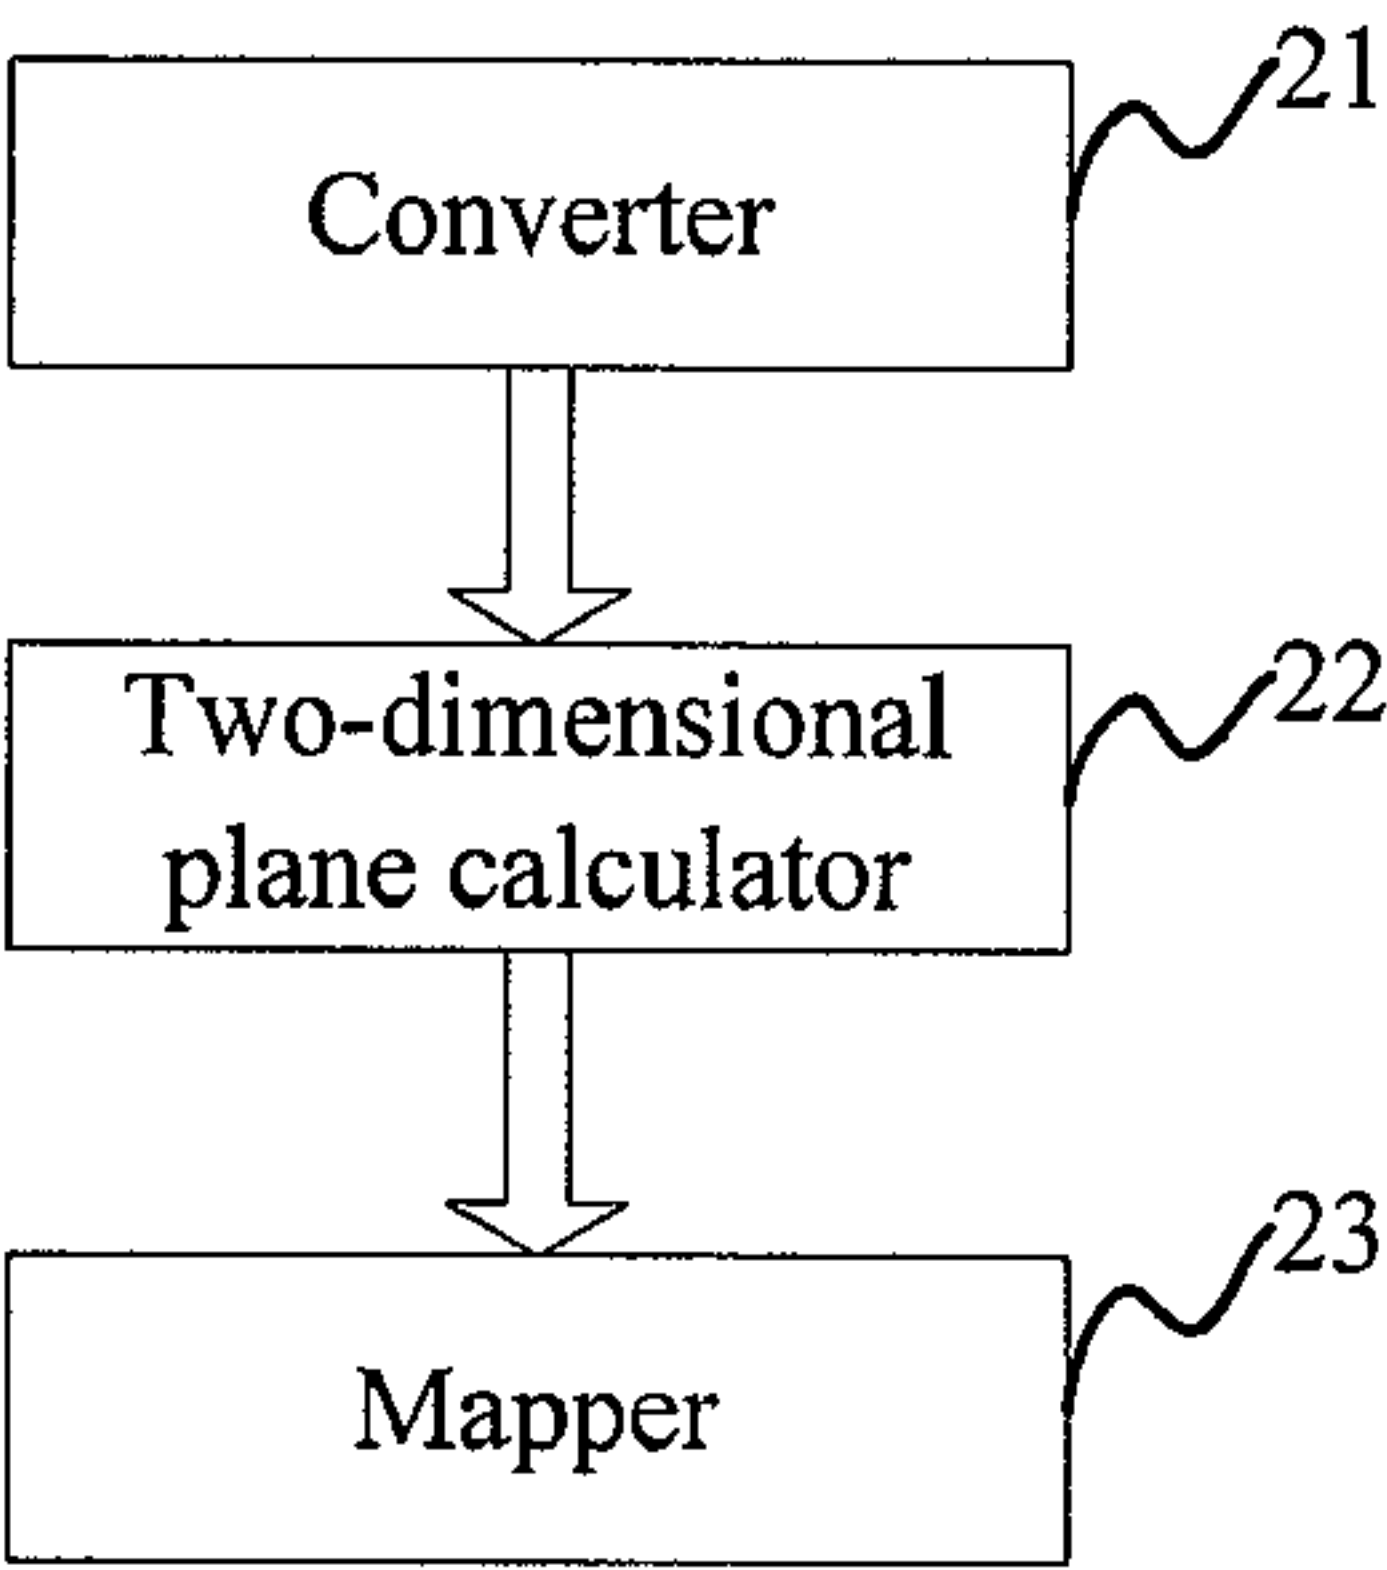 21
Converter
22
Two-dimensional
plane calculator
23
Mapper